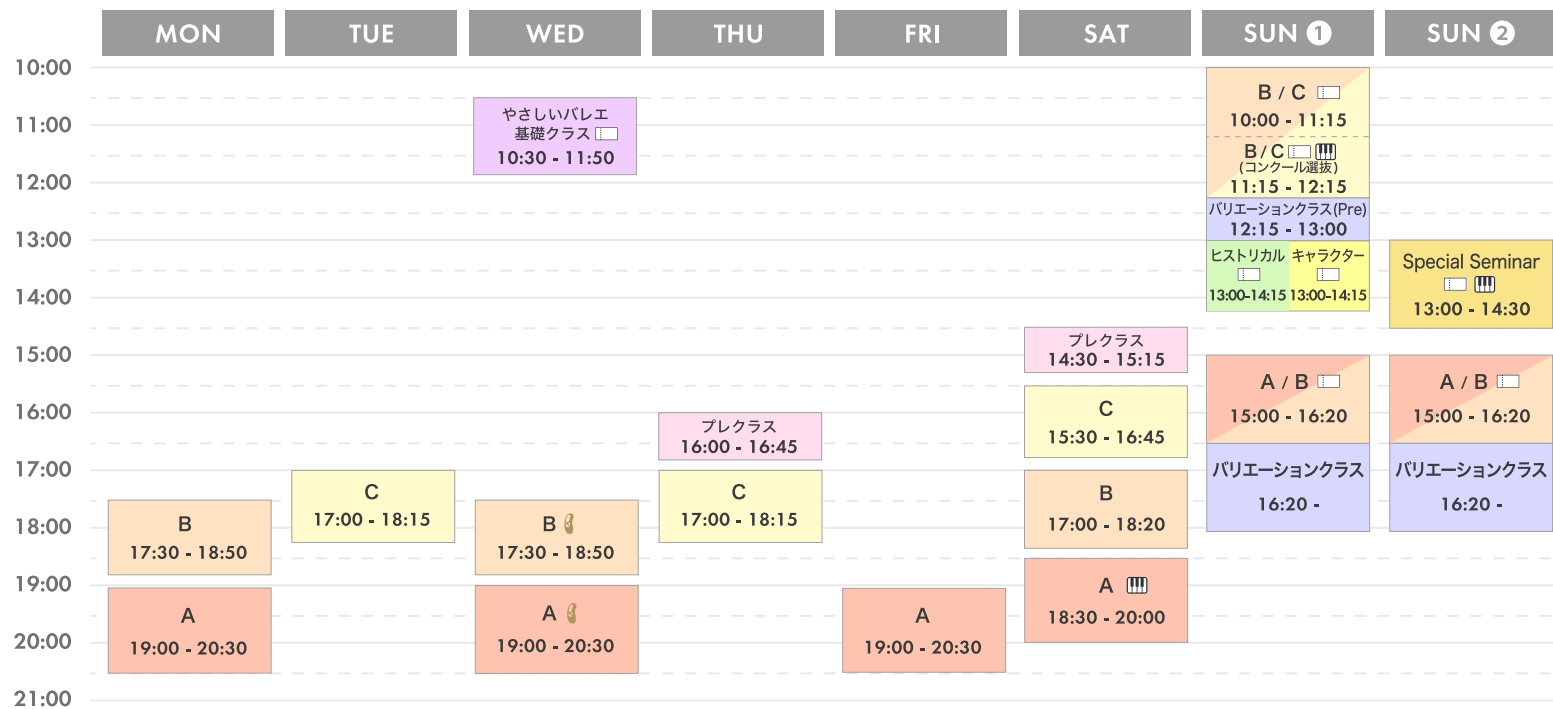 MON
TUE
WED
THU
FRI
SAT
SUN ❶
SUN ❷
10:00
11:00
12:00
13:00
14:00
15:00
16:00
17:00
18:00
19:00
20:00
21:00
B
17:30 - 18:50
A
19:00 - 20:30
C
17:00 - 18:15
やさしいバレエ
基礎クラス
10:30 - 11:50
B
17:30 - 18:50
A
19:00 - 20:30
プレクラス
16:00 - 16:45
C
17:00 - 18:15
A
19:00 - 20:30
プレクラス
14:30 - 15:15
C
15:30 - 16:45
B
17:00 - 18:20
A
18:30 - 20:00
B / C
10:00 - 11:15
B / C
(コンクール選抜)
11:15 - 12:15
バリエーションクラス(Pre)
12:15 - 13:00
ヒストリカル
13:00-14:15
キャラクター
13:00-14:15
A / B
15:00 - 16:20
バリエーションクラス
16:20 -
Special Seminar
13:00 - 14:30
A / B
15:00 - 16:20
バリエーションクラス
16:20 -